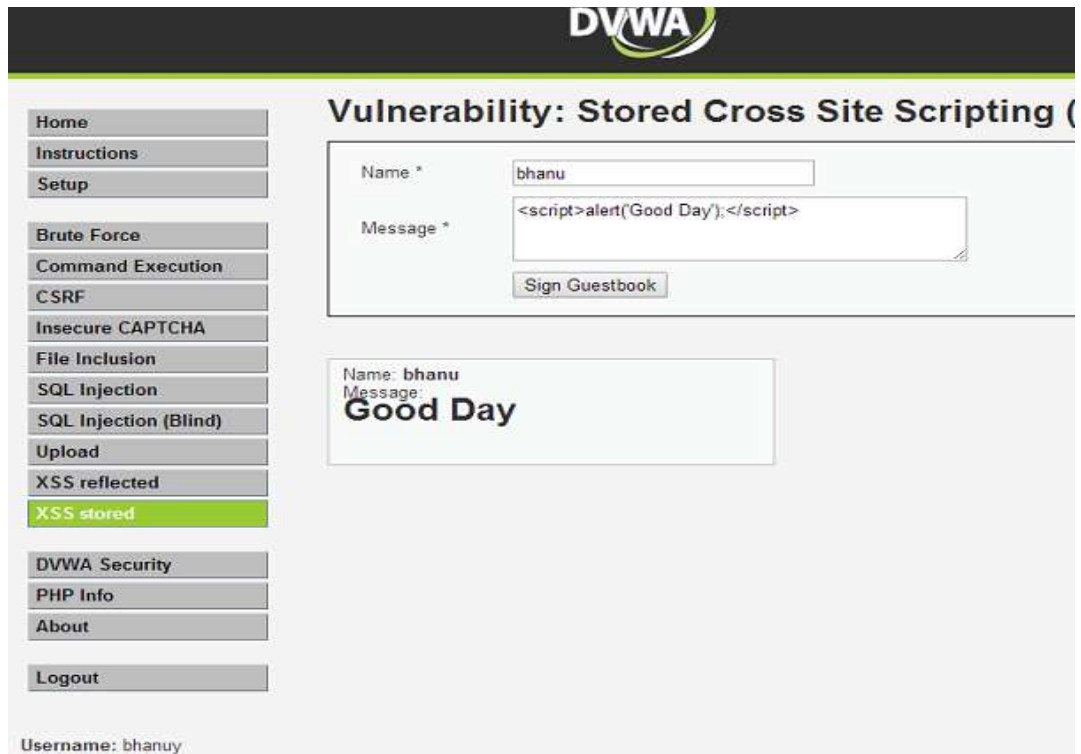 DVWA
Vulnerability: Stored Cross Site Scripting (
Home
Instructions
Setup
Brute Force
Command Execution
CSRF
Insecure CAPTCHA
File Inclusion
SQL Injection
SQL Injection (Blind)
Upload
XSS reflected
XSS stored
DVWA Security
PHP Info
About
Logout
Name *
bhanu
Message *
<script>alert('Good Day');</script>
Sign Guestbook
Name: bhanu
Message:
Good Day
Username: bhanuy